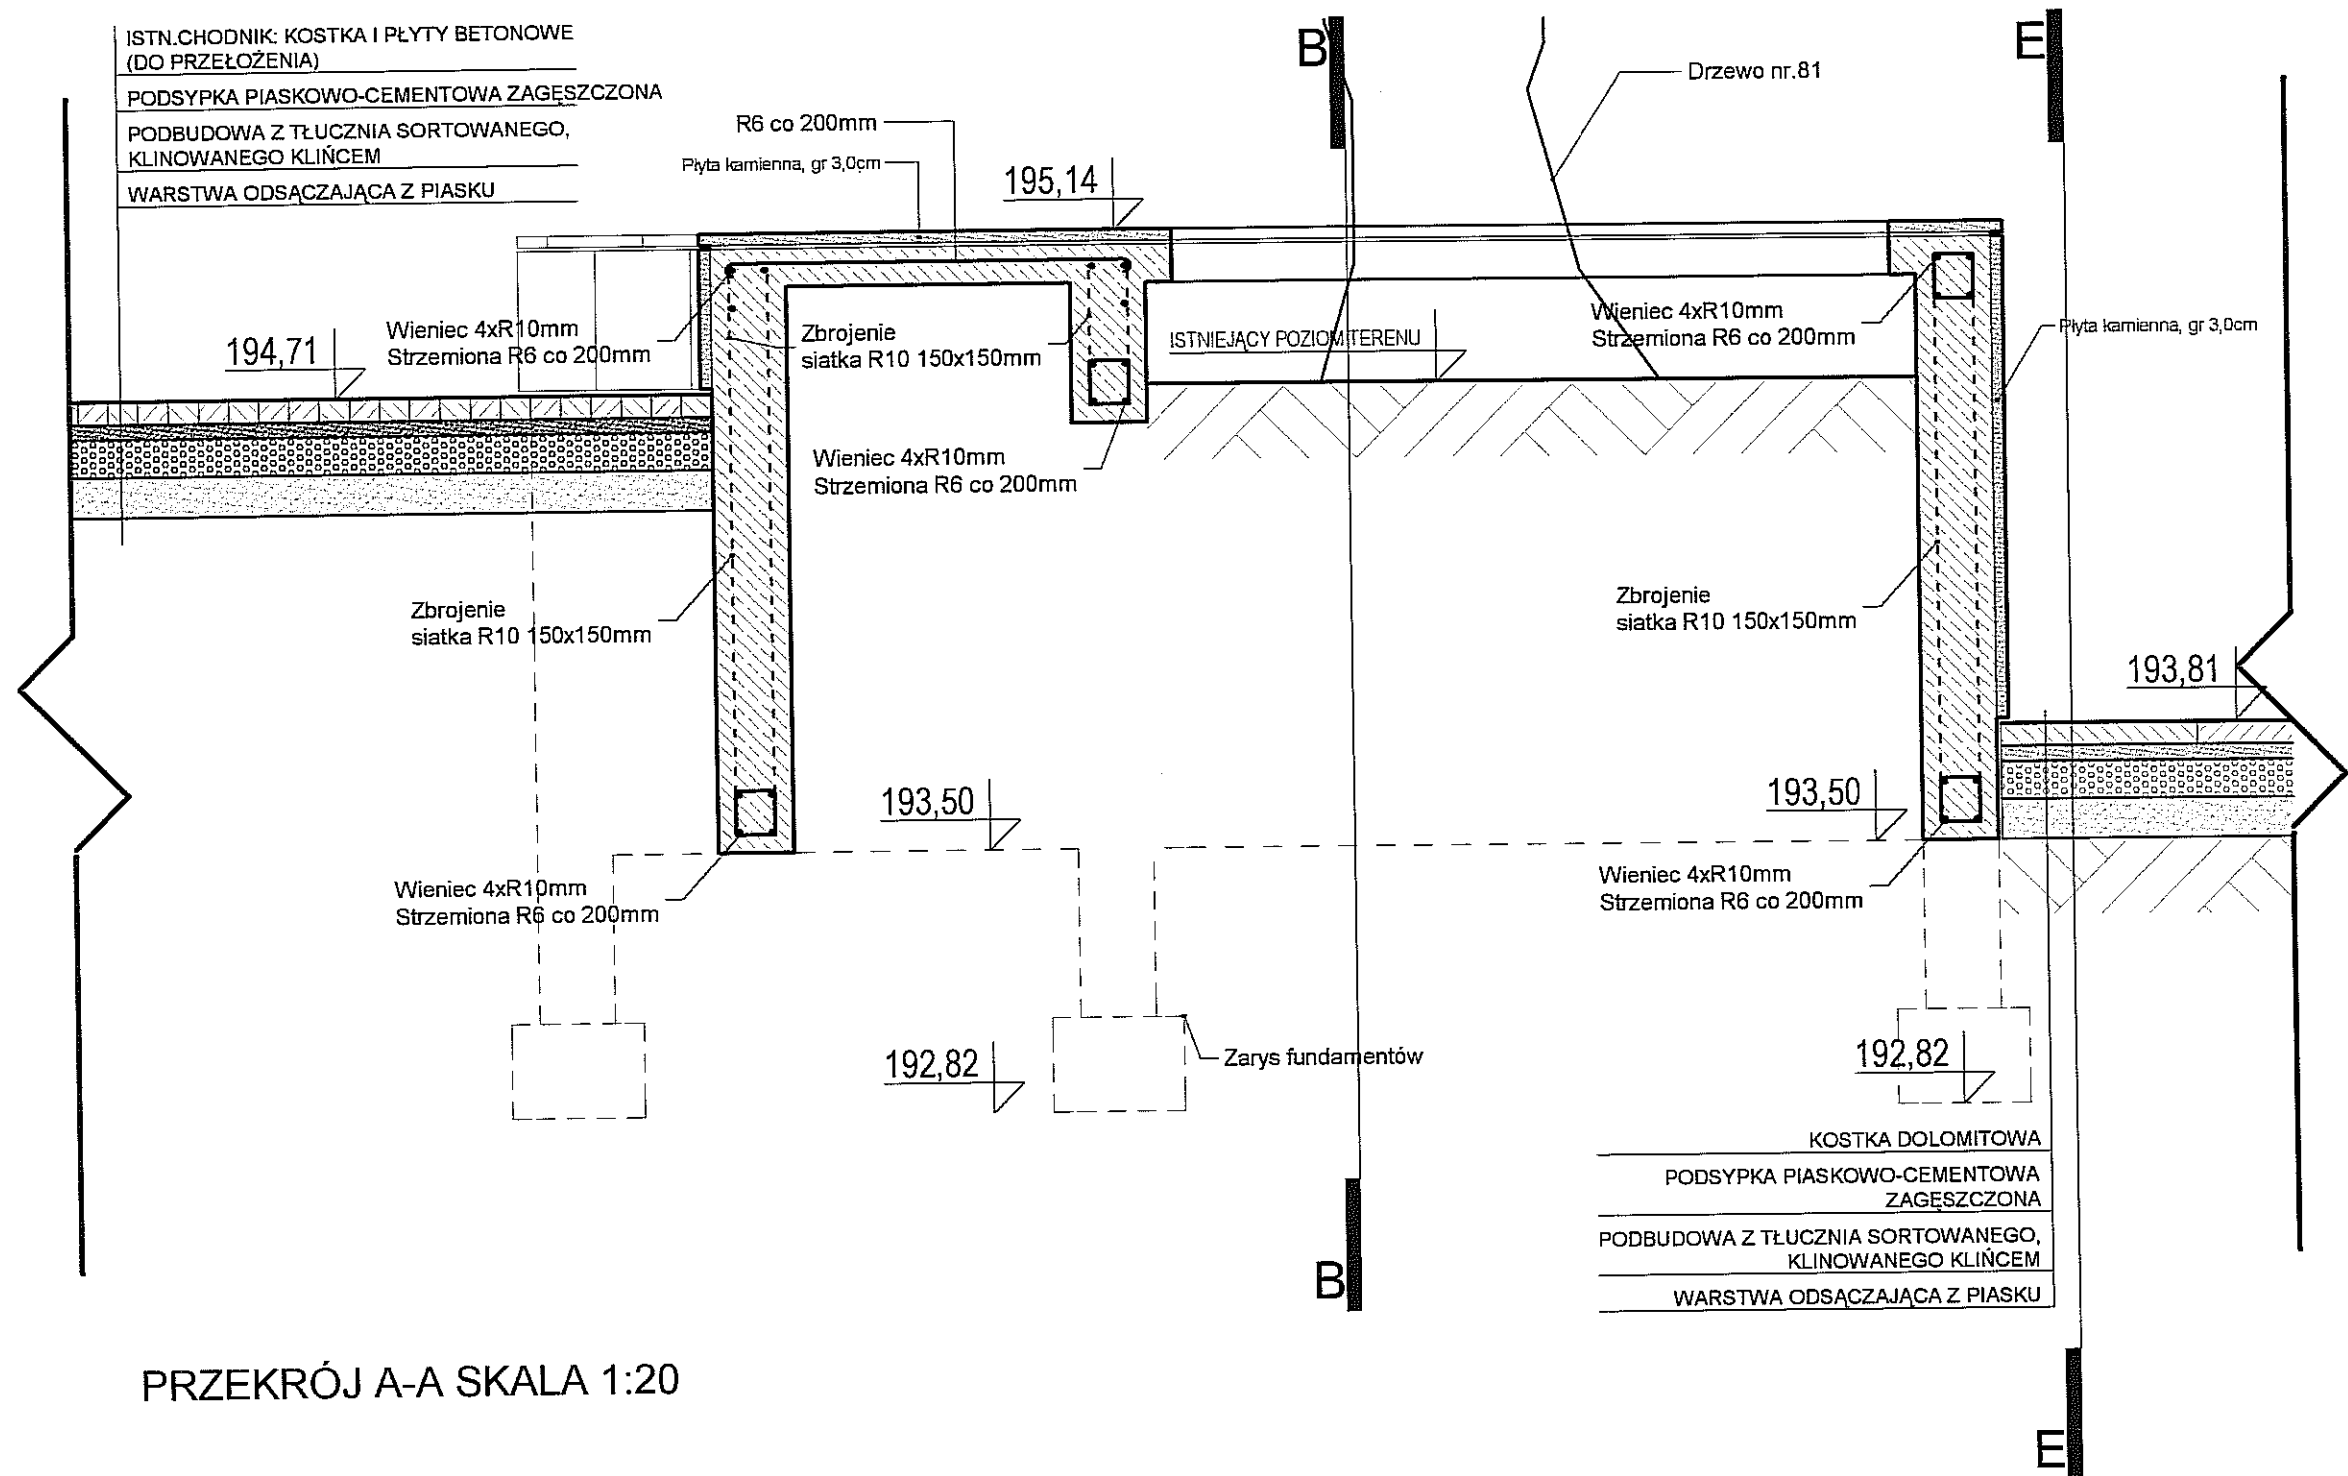 ISTN.CHODNIK: KOSTKA I PŁYTY BETONOWE
(DO PRZEŁOŻENIA)
PODSYPKA PIASKOWO-CEMENTOWA ZAGĘSZCZONA
PODBUDOWA Z TŁUCZNIA SORTOWANEGO,
KLINOWANEGO KLIŃCEM
WARSTWA ODSĄCZAJĄCA Z PIASKU
B
E
Drzewo nr.81
R6 co 200mm
Płyta kamienna, gr 3,0cm
195,14
194,71
Wieniec 4xR10mm
Strzemiona R6 co 200mm
Zbrojenie
siatka R10 150x150mm
ISTNIEJĄCY POZIOM TERENU
Wieniec 4xR10mm
Strzemiona R6 co 200mm
Płyta kamienna, gr 3,0cm
Wieniec 4xR10mm
Strzemiona R6 co 200mm
Zbrojenie
siatka R10 150x150mm
Zbrojenie
siatka R10 150x150mm
193,81
193,50
193,50
Wieniec 4xR10mm
Strzemiona R6 co 200mm
Wieniec 4xR10mm
Strzemiona R6 co 200mm
192,82
Zarys fundamentów
192,82
KOSTKA DOLOMITOWA
PODSYPKA PIASKOWO-CEMENTOWA
ZAGĘSZCZONA
PODBUDOWA Z TŁUCZNIA SORTOWANEGO,
KLINOWANEGO KLIŃCEM
WARSTWA ODSĄCZAJĄCA Z PIASKU
B
PRZEKRÓJ A-A SKALA 1:20
E